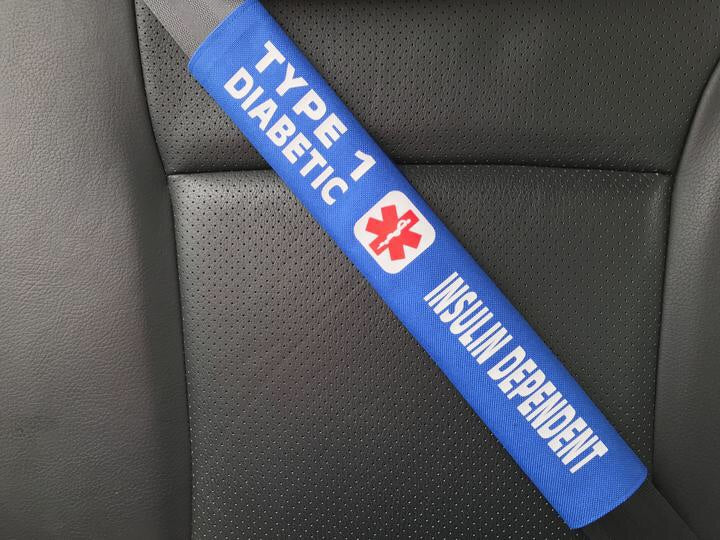 TYPE 1
DIABETIC
INSULIN DEPENDENT